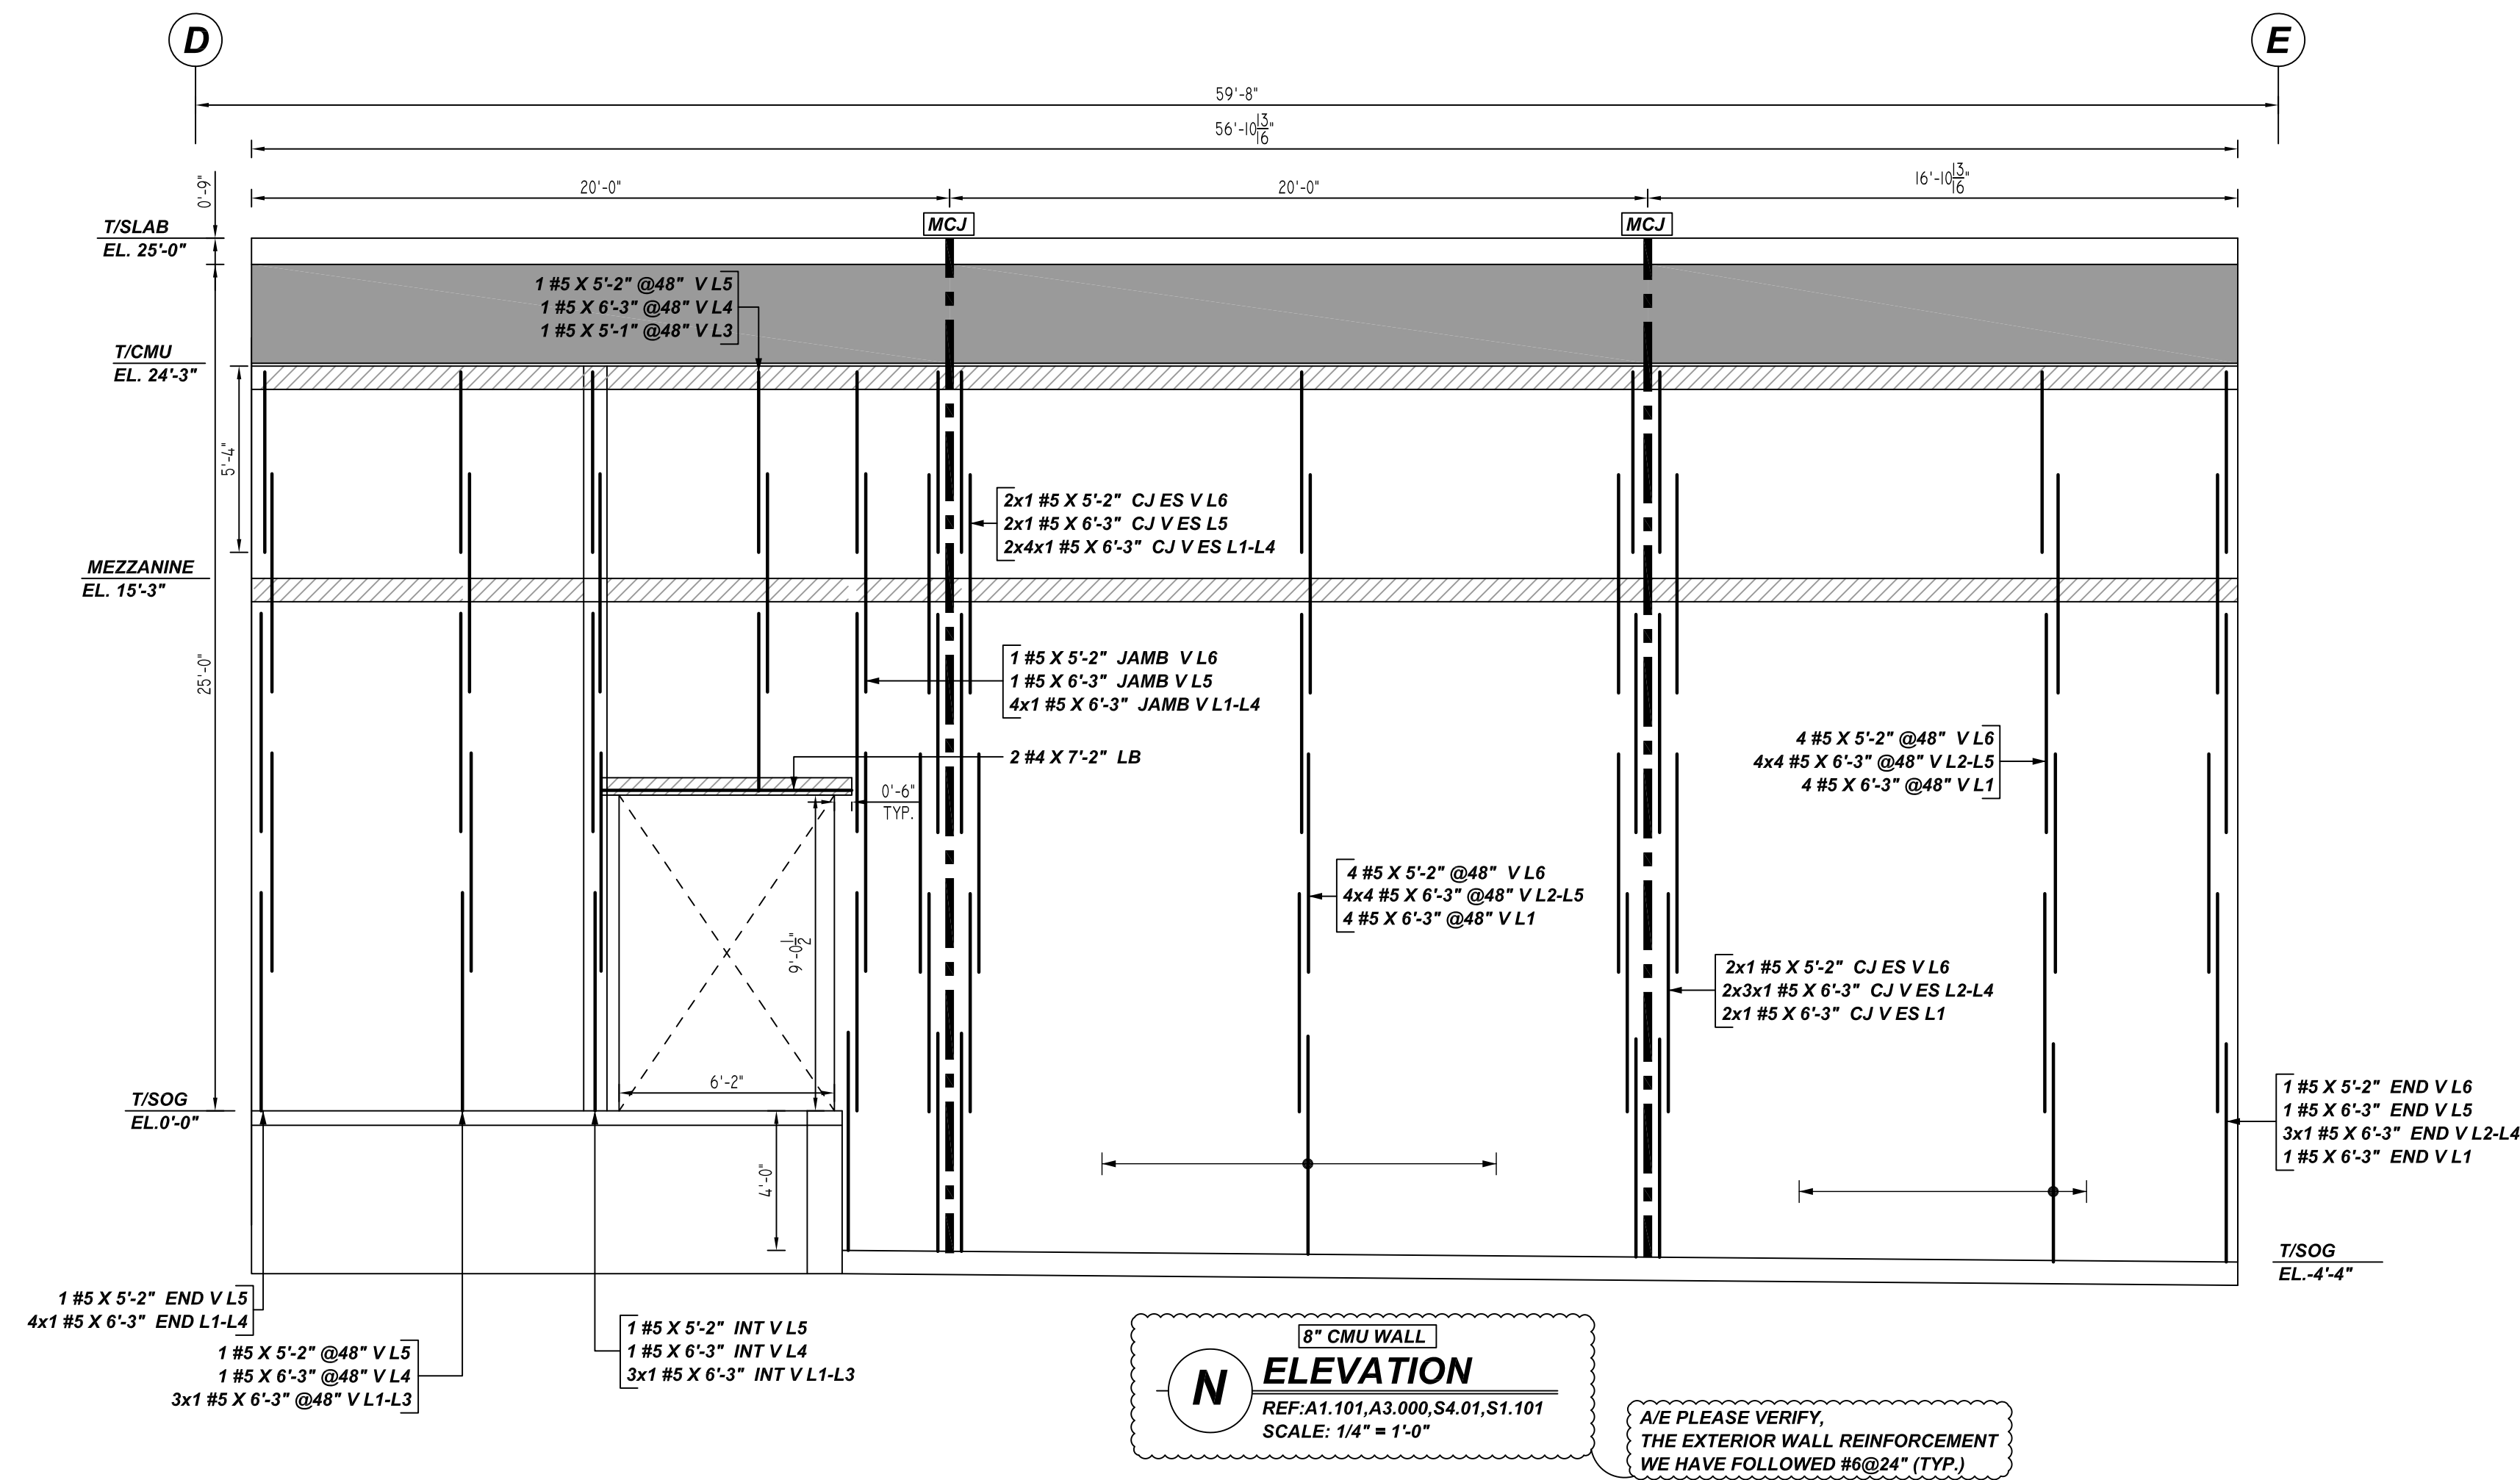 D
E
59'-8"
56'-10 13/16"
20'-0"
20'-0"
16'-10 13/16"
0'-9"
MCJ
MCJ
T/SLAB
EL. 25'-0"
1 #5 X 5'-2" @48" V L5
1 #5 X 6'-3" @48" V L4
1 #5 X 5'-1" @48" V L3
T/CMU
EL. 24'-3"
5'-4"
2x1 #5 X 5'-2" CJ ES V L6
2x1 #5 X 6'-3" CJ V ES L5
2x4x1 #5 X 6'-3" CJ V ES L1-L4
MEZZANINE
EL. 15'-3"
25'-0"
1 #5 X 5'-2" JAMB V L6
1 #5 X 6'-3" JAMB V L5
4x1 #5 X 6'-3" JAMB V L1-L4
2 #4 X 7'-2" LB
0'-6"
TYP.
4 #5 X 5'-2" @48" V L6
4x4 #5 X 6'-3" @48" V L2-L5
4 #5 X 6'-3" @48" V L1
4 #5 X 5'-2" @48" V L6
4x4 #5 X 6'-3" @48" V L2-L5
4 #5 X 6'-3" @48" V L1
9'-0 1/2"
X
2x1 #5 X 5'-2" CJ ES V L6
2x3x1 #5 X 6'-3" CJ V ES L2-L4
2x1 #5 X 6'-3" CJ V ES L1
6'-2"
T/SOG
EL.0'-0"
4'-0"
1 #5 X 5'-2" END V L6
1 #5 X 6'-3" END V L5
3x1 #5 X 6'-3" END V L2-L4
1 #5 X 6'-3" END V L1
T/SOG
EL.-4'-4"
1 #5 X 5'-2" END V L5
4x1 #5 X 6'-3" END L1-L4
1 #5 X 5'-2" @48" V L5
1 #5 X 6'-3" @48" V L4
3x1 #5 X 6'-3" @48" V L1-L3
1 #5 X 5'-2" INT V L5
1 #5 X 6'-3" INT V L4
3x1 #5 X 6'-3" INT V L1-L3
8" CMU WALL
N
ELEVATION
REF:A1.101,A3.000,S4.01,S1.101
SCALE: 1/4" = 1'-0"
A/E PLEASE VERIFY,
THE EXTERIOR WALL REINFORCEMENT
WE HAVE FOLLOWED #6@24" (TYP.)